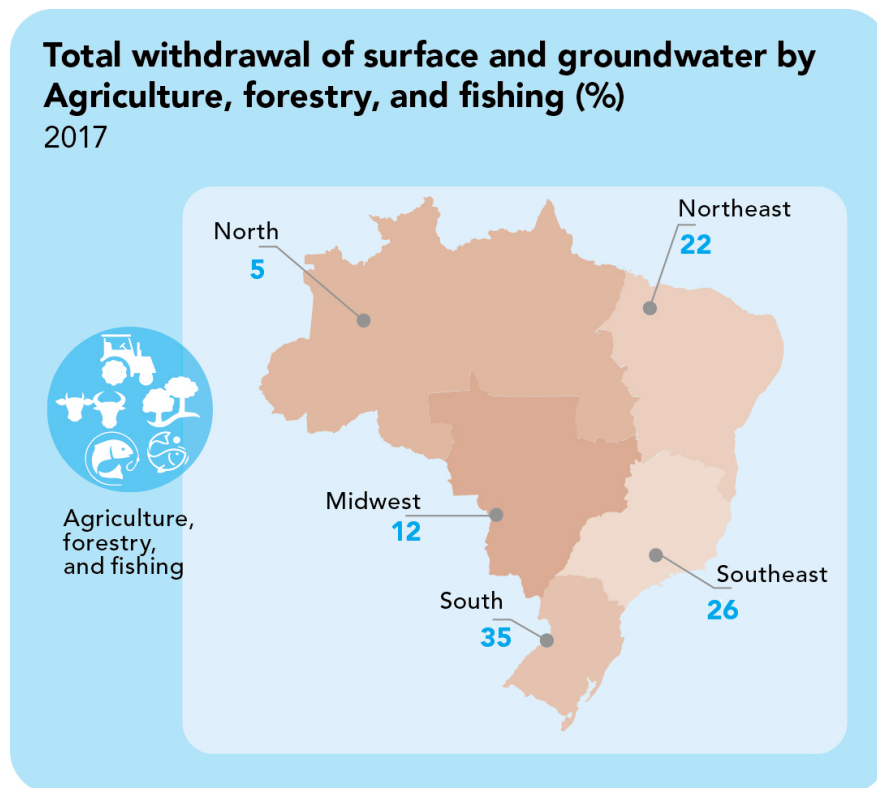 Total withdrawal of surface and groundwater by
Agriculture, forestry, and fishing (%)
2017
North
5
Northeast
22
Midwest
12
Southeast
26
South
35
Agriculture,
forestry,
and fishing